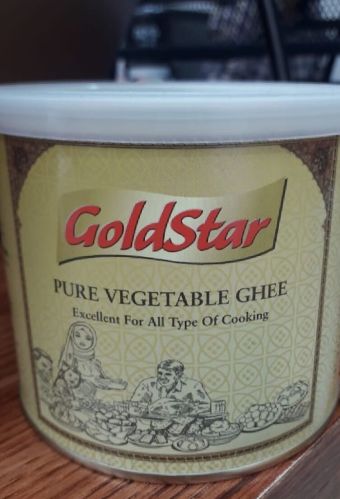 GoldStar
PURE VEGETABLE GHEE
Excellent For All Type Of Cooking